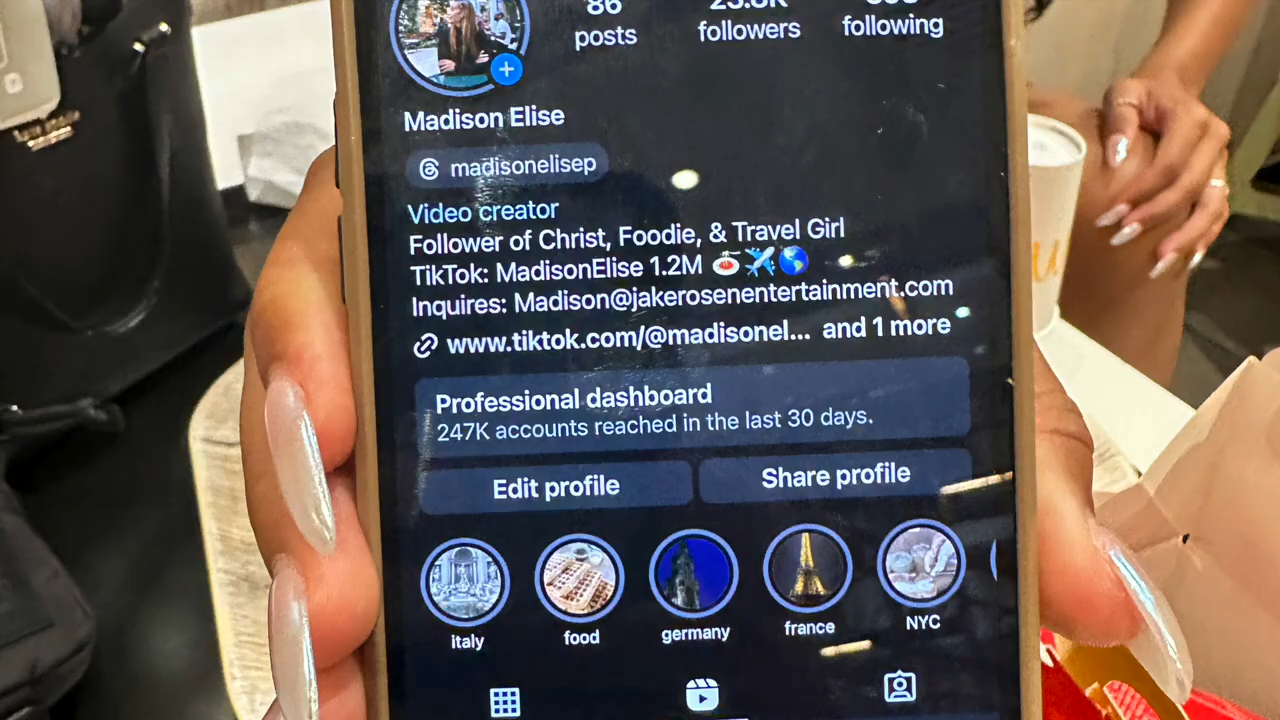 86
posts
followers
following
Madison Elise
madisonelisep
Video creator
Follower of Christ, Foodie, & Travel Girl
TikTok: MadisonElise 1.2M 🍝✈️🌎
Inquires: Madison@jakerosenentertainment.com
www.tiktok.com/@madisonel... and 1 more
Professional dashboard
247K accounts reached in the last 30 days.
Edit profile
Share profile
italy
food
germany
france
NYC